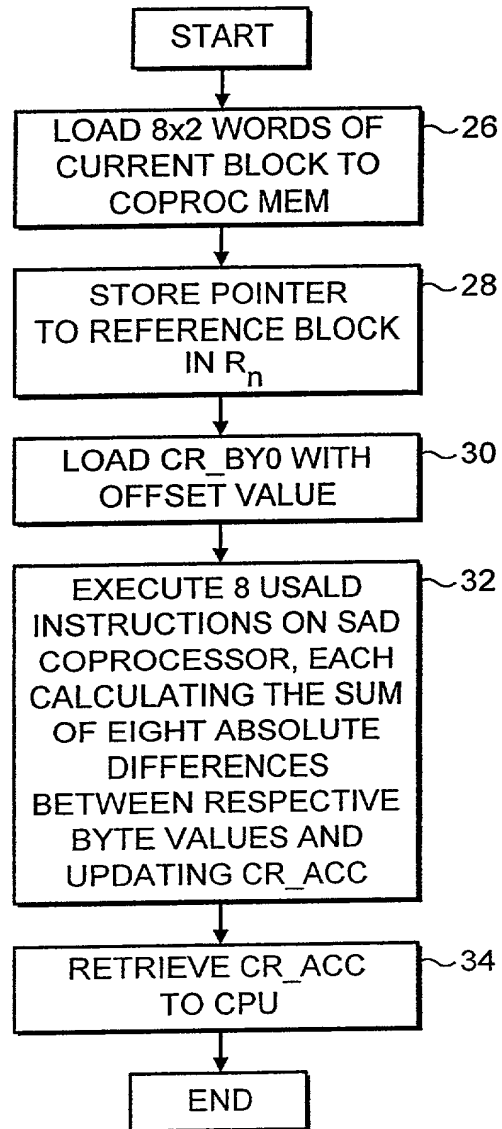 START
LOAD 8x2 WORDS OF
CURRENT BLOCK TO
COPROC MEM
26
STORE POINTER
TO REFERENCE BLOCK
IN Rn
28
LOAD CR_BY0 WITH
OFFSET VALUE
30
EXECUTE 8 USALD
INSTRUCTIONS ON SAD
COPROCESSOR, EACH
CALCULATING THE SUM
OF EIGHT ABSOLUTE
DIFFERENCES
BETWEEN RESPECTIVE
BYTE VALUES AND
UPDATING CR_ACC
32
RETRIEVE CR_ACC
TO CPU
34
END